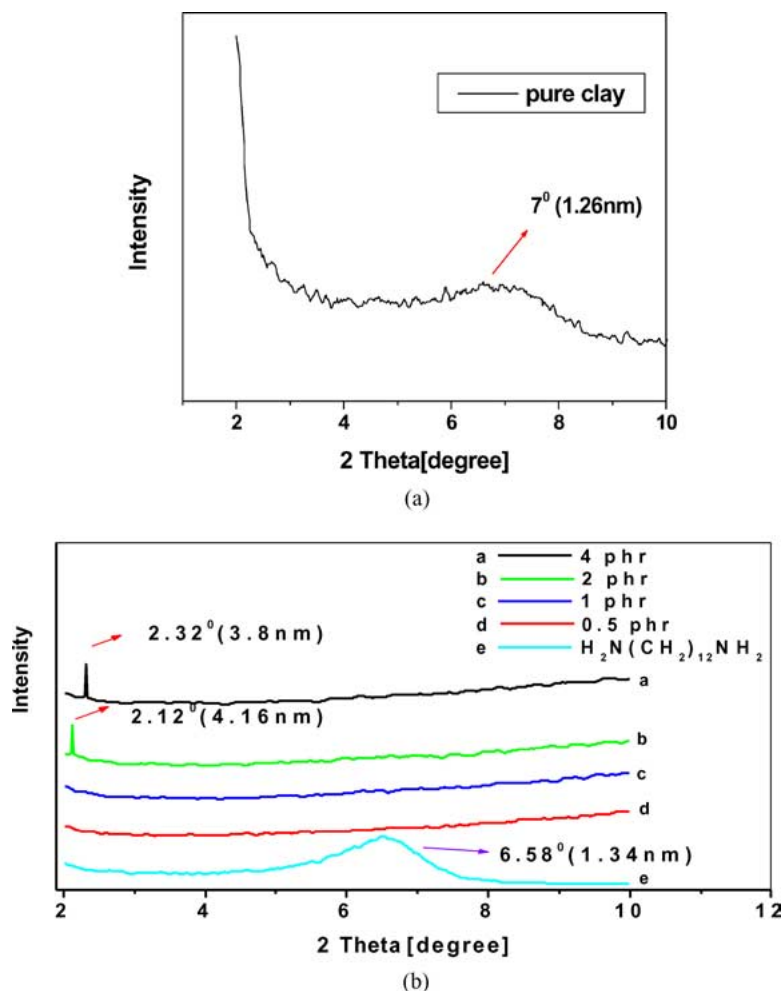 pure clay
7⁰ (1.26nm)
Intensity
2 4 6 8 10
2 Theta[degree]
(a)
a 4 phr
b 2 phr
c 1 phr
d 0.5 phr
e H₂N(CH₂)₁₂NH₂
2.32⁰(3.8nm)
a
2.12⁰(4.16nm)
b
c
d
6.58⁰(1.34nm)
e
Intensity
2 4 6 8 10 12
2 Theta [degree]
(b)